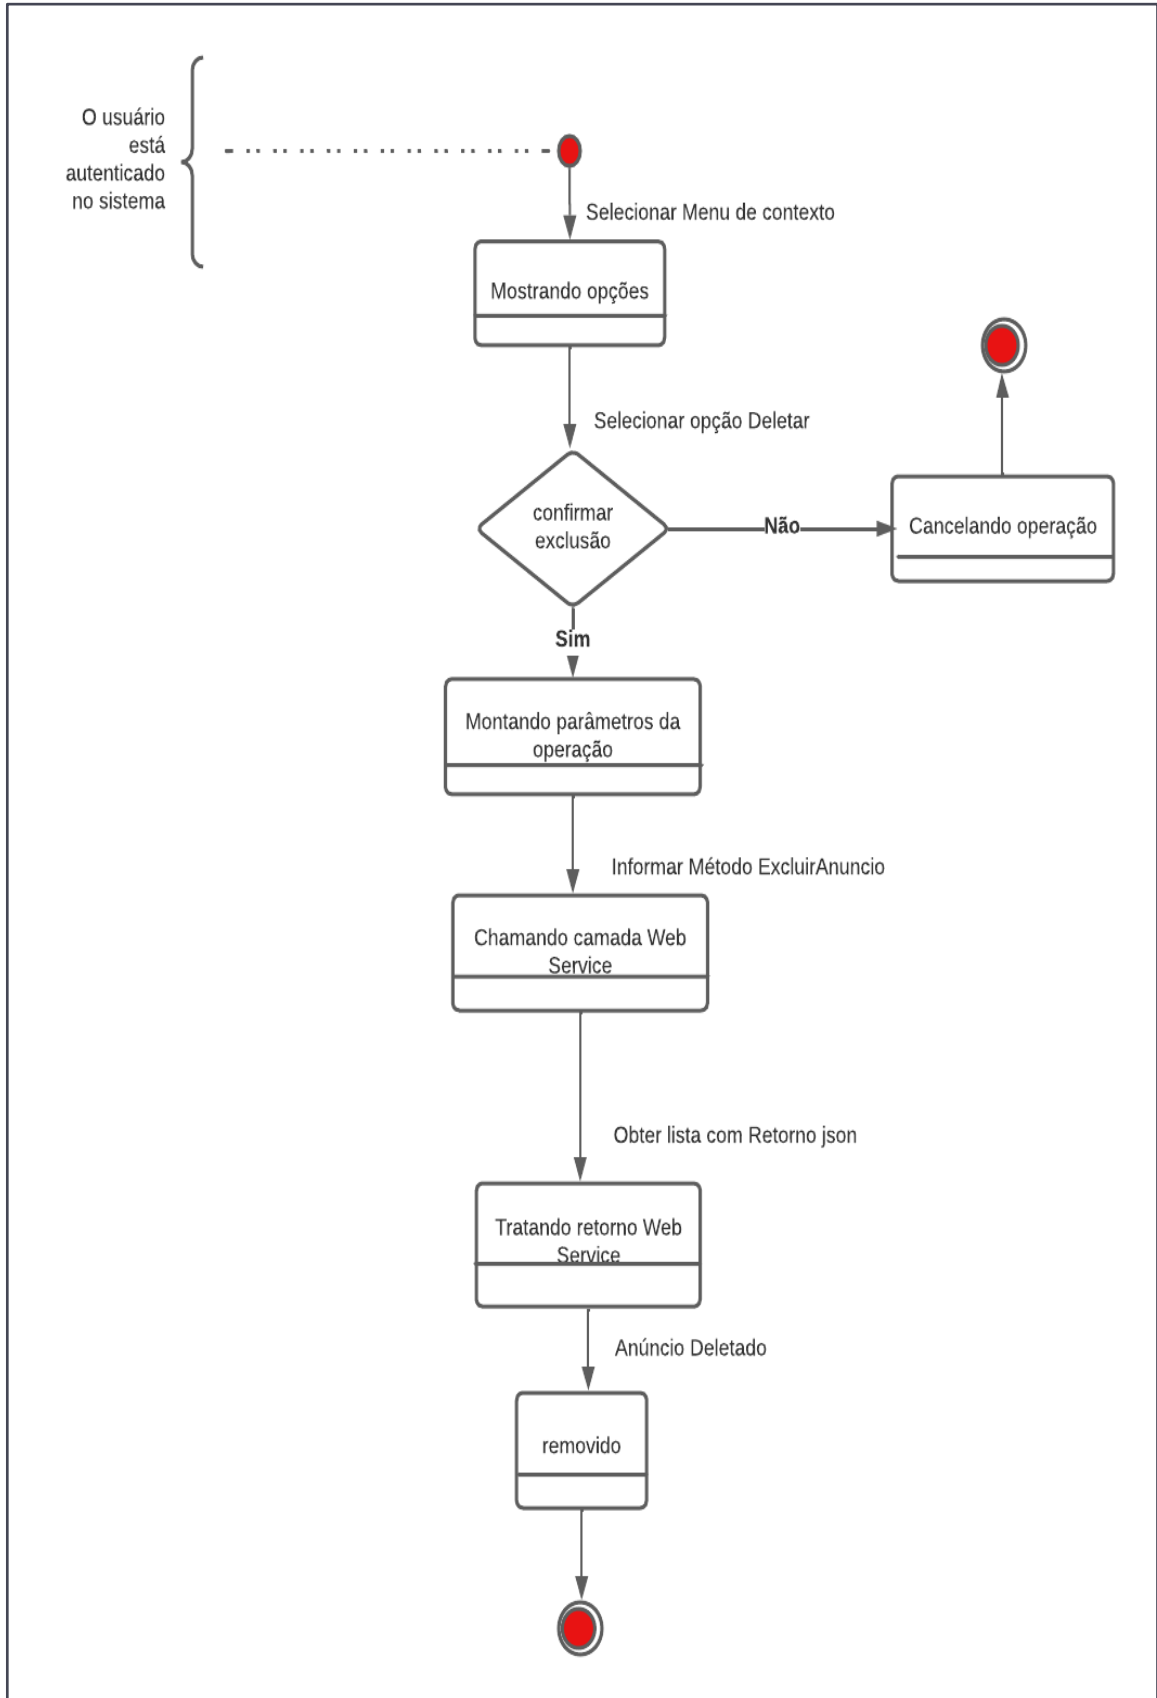 O usuário
está
autenticado
no sistema
Selecionar Menu de contexto
Mostrando opções
Selecionar opção Deletar
confirmar
exclusão
Não
Cancelando operação
Sim
Montando parâmetros da
operação
Informar Método ExcluirAnuncio
Chamando camada Web
Service
Obter lista com Retorno json
Tratando retorno Web
Service
Anúncio Deletado
removido